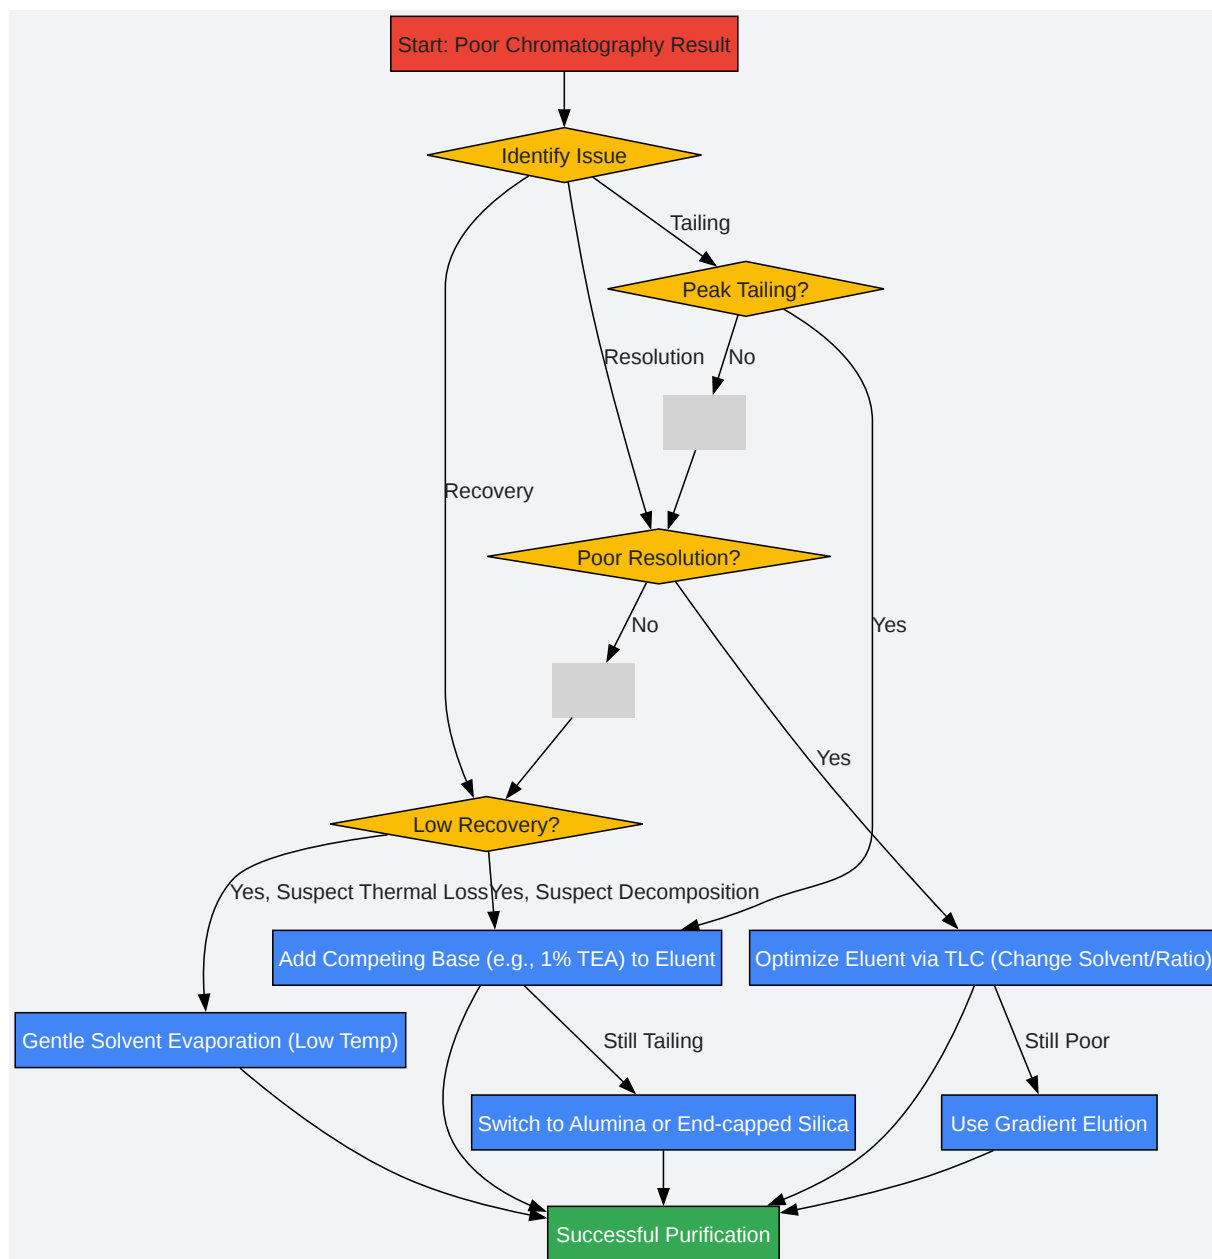 Start: Poor Chromatography Result
Identify Issue
Tailing
Peak Tailing?
Resolution
No
Recovery
Poor Resolution?
No
Yes
Yes
Low Recovery?
Yes, Suspect Thermal Loss
Yes, Suspect Decomposition
Add Competing Base (e.g., 1% TEA) to Eluent
Optimize Eluent via TLC (Change Solvent/Ratio)
Gentle Solvent Evaporation (Low Temp)
Still Tailing
Still Poor
Switch to Alumina or End-capped Silica
Use Gradient Elution
Successful Purification